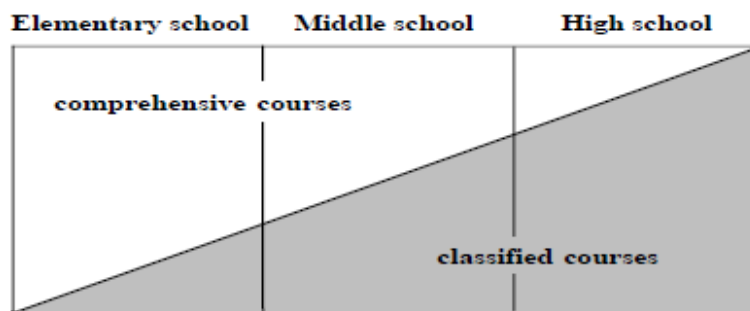 Elementary school Middle school High school
comprehensive courses
classified courses